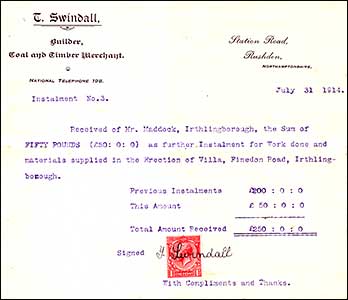 T. Swindall,
Builder,
Coal and Timber Merchant.
NATIONAL TELEPHONE 198.
Station Road,
Rushden,
NORTHAMPTONSHIRE,
July 31 1914.
Instalment No.3.
Received of Mr. Maddock, Irthlingborough, the Sum of
FIFTY POUNDS (£50: 0: 0) as further Instalment for Work done and
materials supplied in the Erection of Villa, Finedon Road, Irthling-
borough.
Previous Instalments £200 : 0 : 0
This Amount £ 50 : 0 : 0
Total Amount Received £250 : 0 : 0
Signed T. Swindall
With Compliments and Thanks.